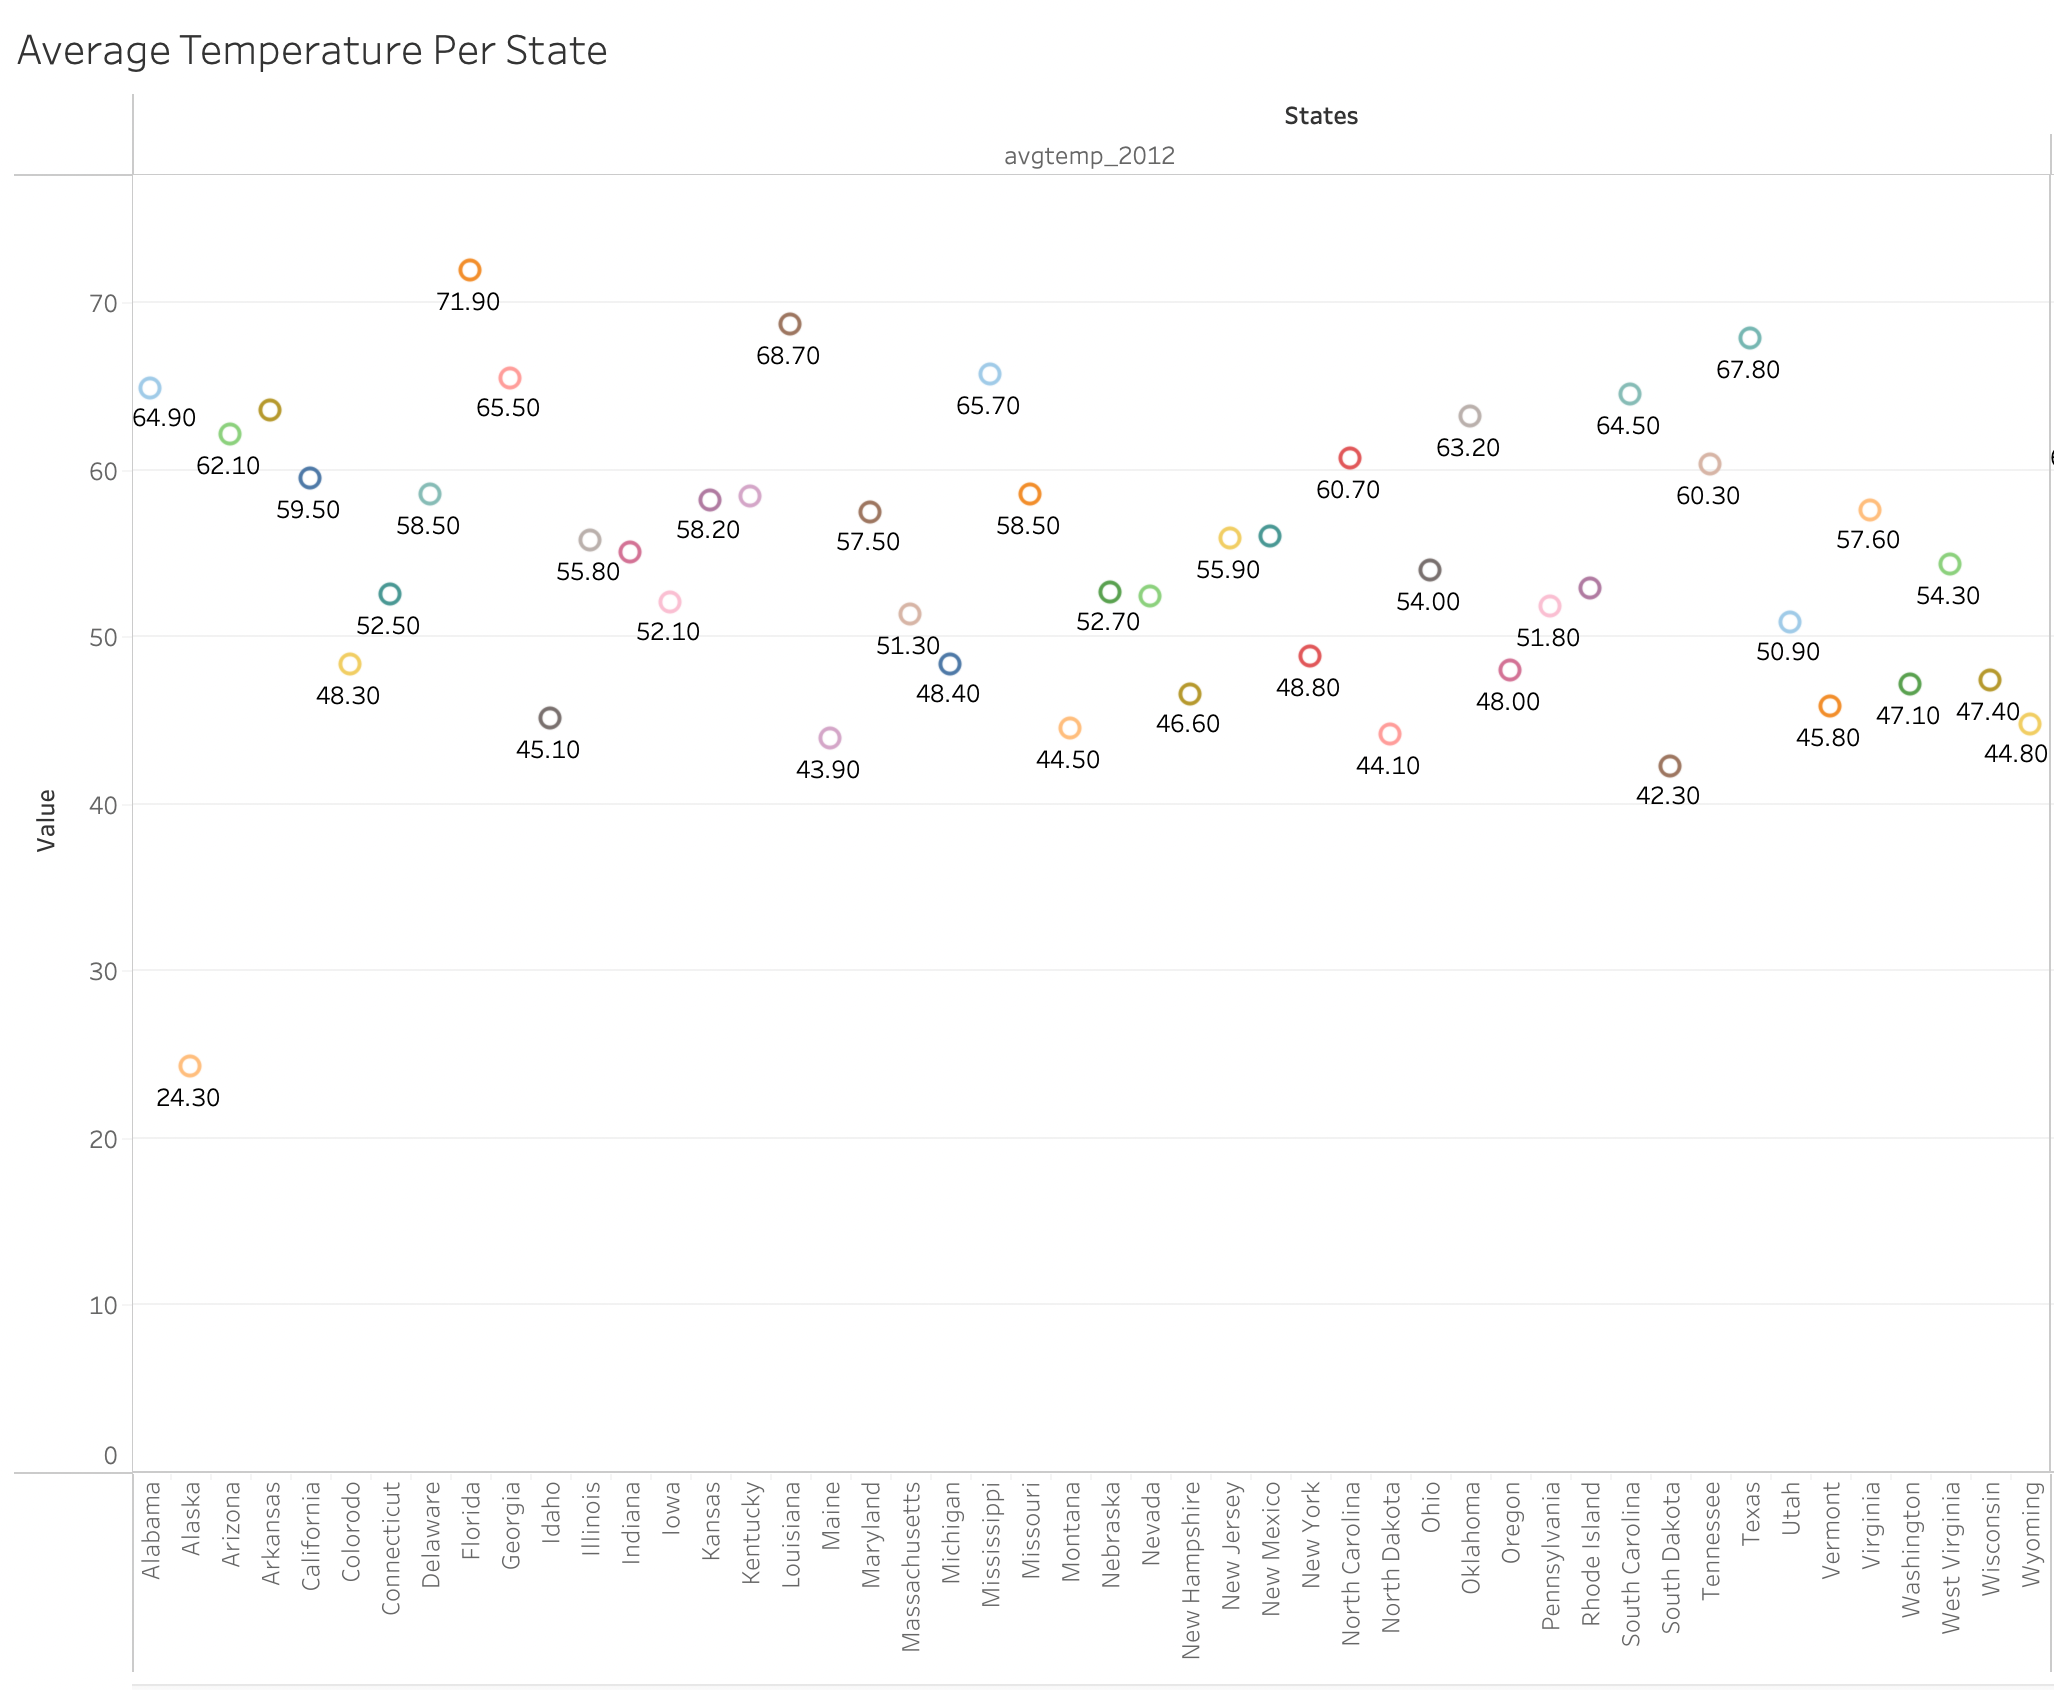 Average Temperature Per State
States
avgtemp_2012
Value
70
60
50
40
30
20
10
0
64.90
24.30
62.10
59.50
48.30
52.50
58.50
71.90
65.50
45.10
55.80
52.10
58.20
68.70
43.90
57.50
51.30
48.40
65.70
58.50
44.50
52.70
46.60
55.90
48.80
60.70
44.10
54.00
63.20
48.00
51.80
64.50
42.30
60.30
67.80
50.90
45.80
57.60
47.10
54.30
47.40
44.80
Alabama
Alaska
Arizona
Arkansas
California
Colorodo
Connecticut
Delaware
Florida
Georgia
Idaho
Illinois
Indiana
Iowa
Kansas
Kentucky
Louisiana
Maine
Maryland
Massachusetts
Michigan
Mississippi
Missouri
Montana
Nebraska
Nevada
New Hampshire
New Jersey
New Mexico
New York
North Carolina
North Dakota
Ohio
Oklahoma
Oregon
Pennsylvania
Rhode Island
South Carolina
South Dakota
Tennessee
Texas
Utah
Vermont
Virginia
Washington
West Virginia
Wisconsin
Wyoming